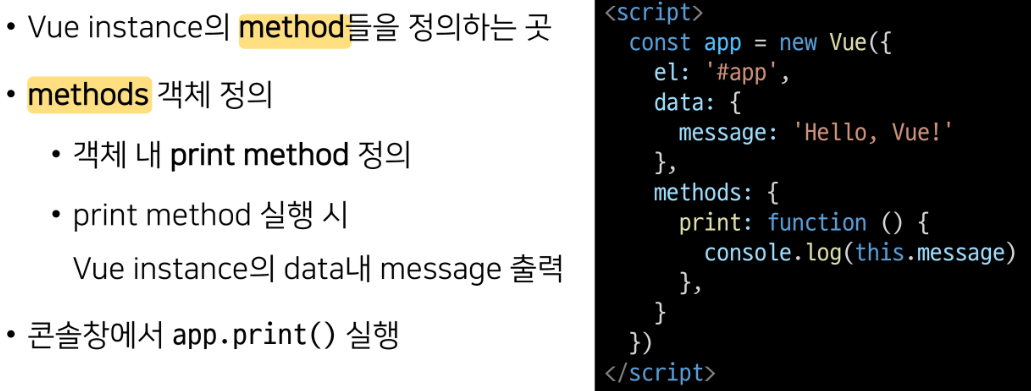 • Vue instance의 method들을 정의하는 곳
• methods 객체 정의
• 객체 내 print method 정의
• print method 실행 시
Vue instance의 data내 message 출력
• 콘솔창에서 app.print() 실행
<script>
  const app = new Vue({
    el: '#app',
    data: {
      message: 'Hello, Vue!'
    },
    methods: {
      print: function () {
        console.log(this.message)
      },
    }
  })
</script>